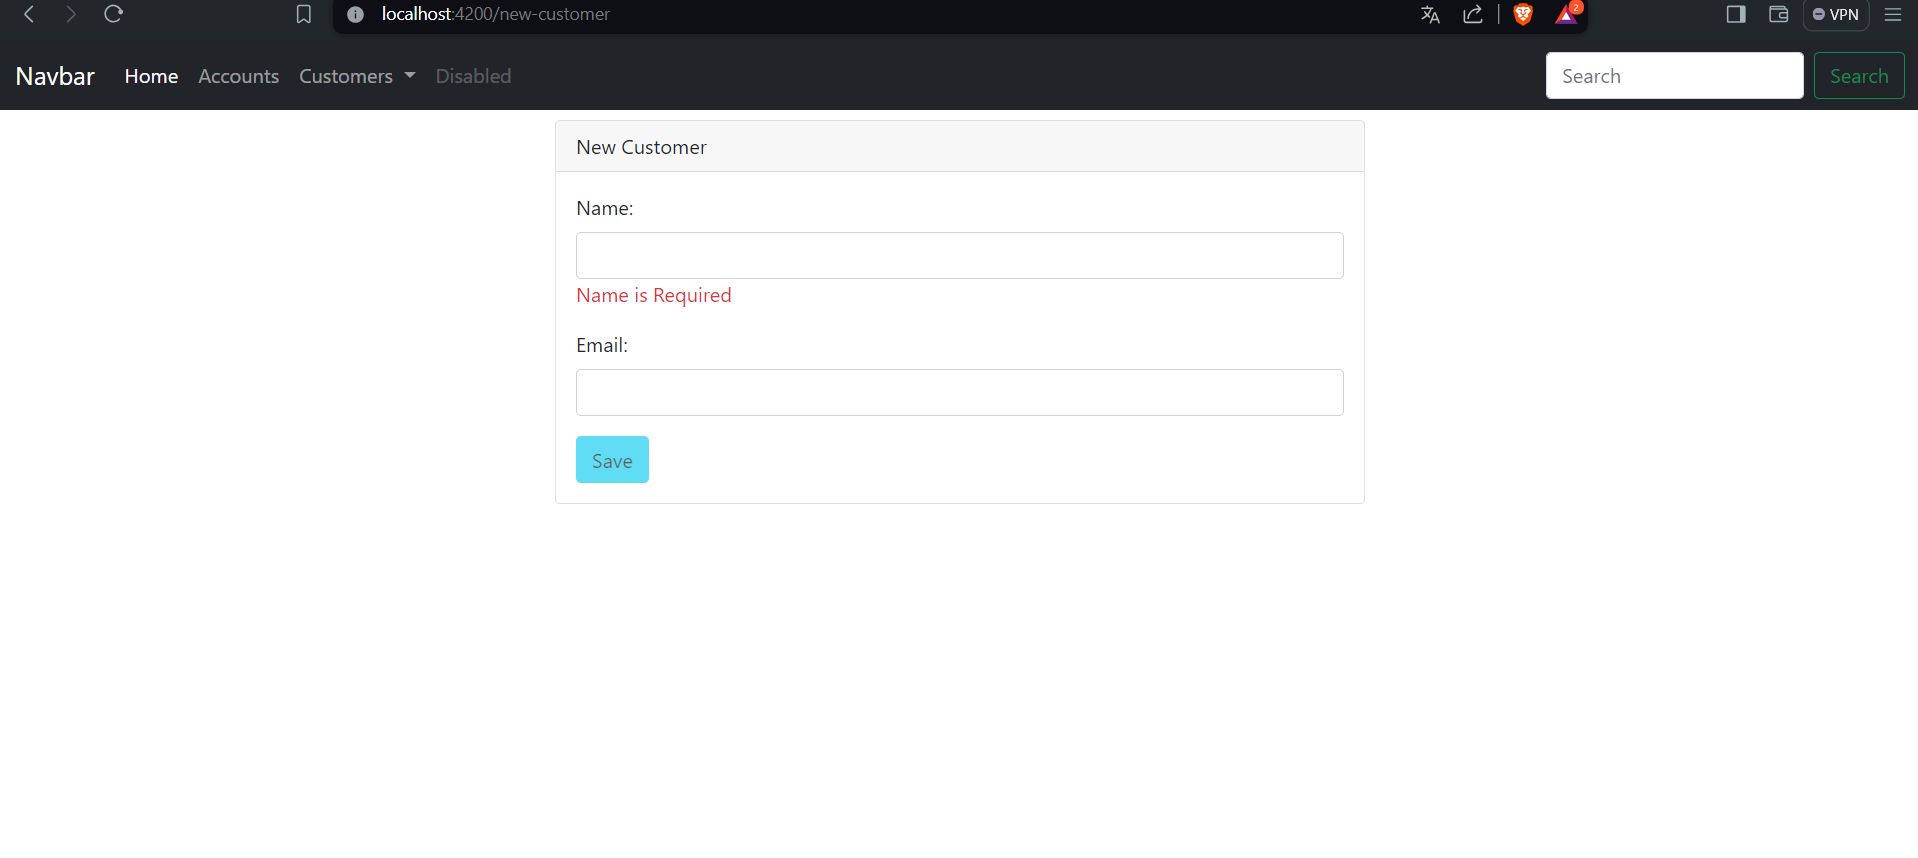 localhost:4200/new-customer
2
VPN
Navbar Home Accounts Customers Disabled Search Search
New Customer
Name:
Name is Required
Email:
Save